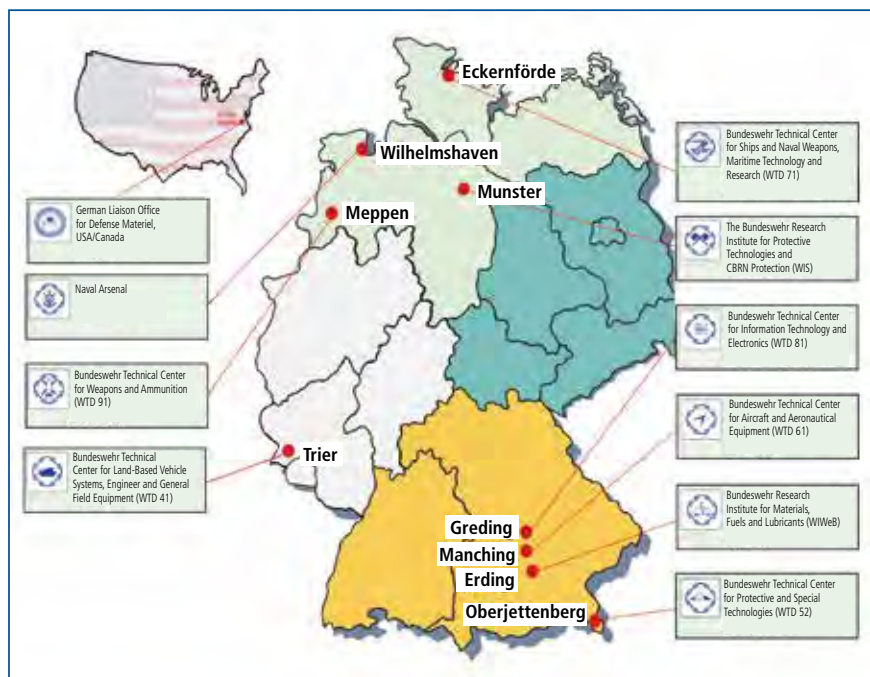 Eckernförde
Wilhelmshaven
Munster
Meppen
Trier
Greding
Manching
Erding
Oberjettenberg
German Liaison Office
for Defense Materiel,
USA/Canada
Naval Arsenal
Bundeswehr Technical Center
for Weapons and Ammunition
(WTD 91)
Bundeswehr Technical
Center for Land-Based Vehicle
Systems, Engineer and General
Field Equipment (WTD 41)
Bundeswehr Technical Center
for Ships and Naval Weapons,
Maritime Technology and
Research (WTD 71)
The Bundeswehr Research
Institute for Protective
Technologies and
CBRN Protection (WIS)
Bundeswehr Technical Center
for Information Technology and
Electronics (WTD 81)
Bundeswehr Technical Center
for Aircraft and Aeronautical
Equipment (WTD 61)
Bundeswehr Research
Institute for Materials,
Fuels and Lubricants (WIWeB)
Bundeswehr Technical Center
for Protective and Special
Technologies (WTD 52)